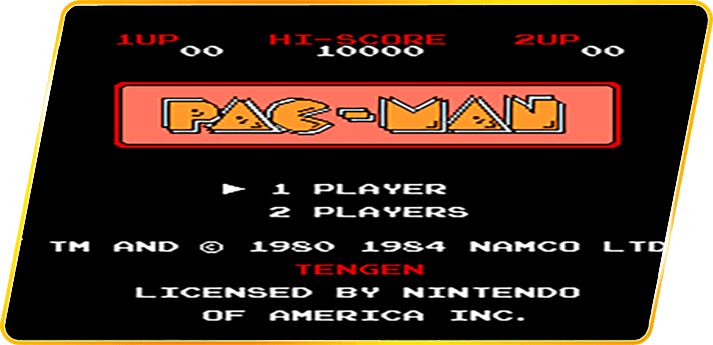 1UP HI-SCORE 2UP
00 10000 00
PAC-MAN
► 1 PLAYER
2 PLAYERS
TM AND © 1980 1984 NAMCO LTD
TENGEN
LICENSED BY NINTENDO
OF AMERICA INC.